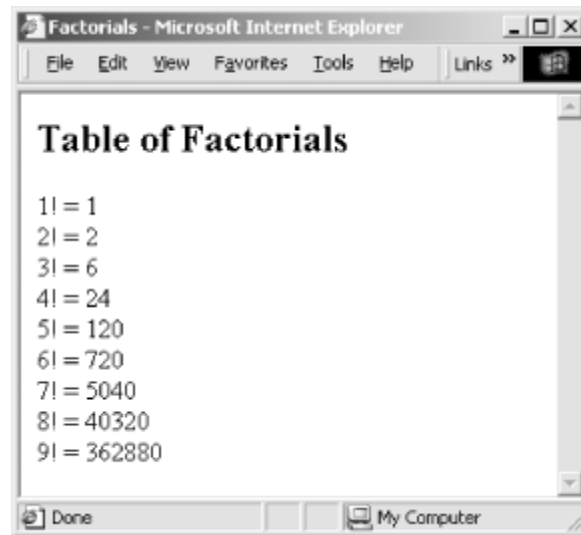 Factorials - Microsoft Internet Explorer
File Edit View Favorites Tools Help Links »
Table of Factorials
1! = 1
2! = 2
3! = 6
4! = 24
5! = 120
6! = 720
7! = 5040
8! = 40320
9! = 362880
Done My Computer